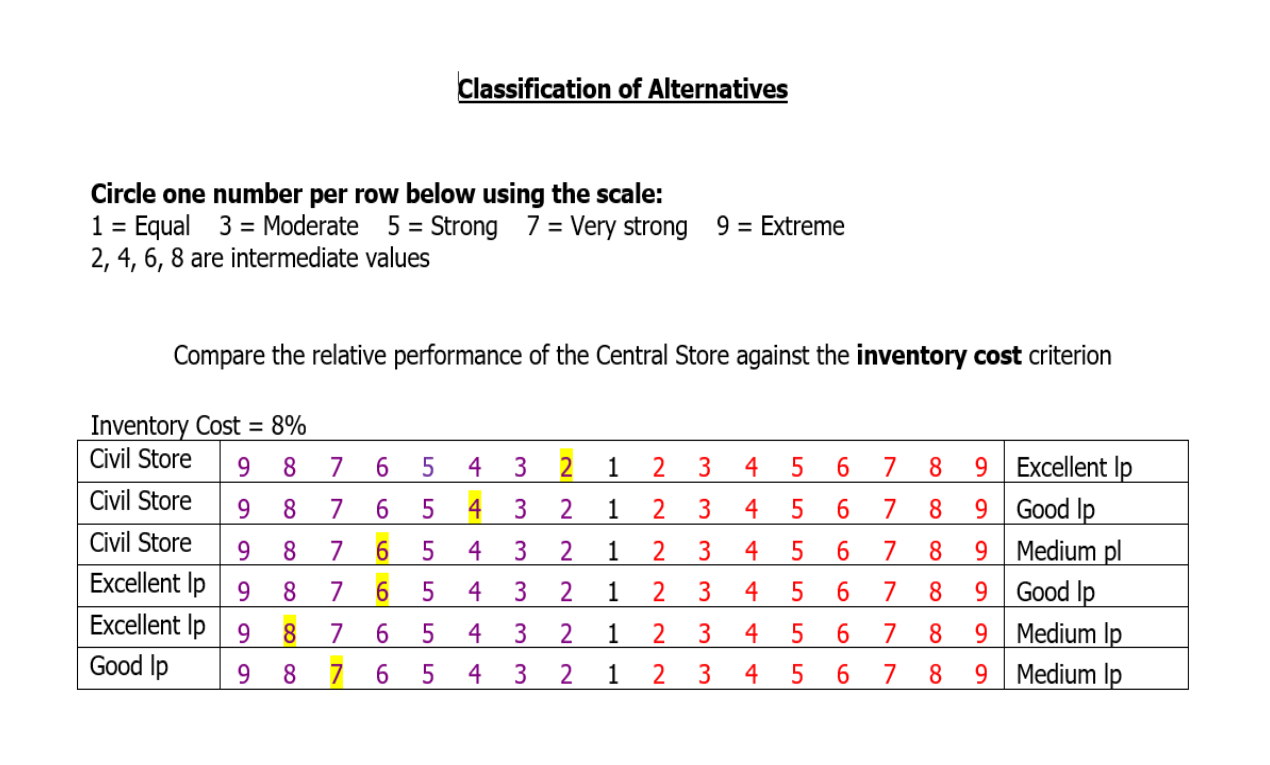 Classification of Alternatives
Circle one number per row below using the scale:
1 = Equal 3 = Moderate 5 = Strong 7 = Very strong 9 = Extreme
2, 4, 6, 8 are intermediate values
Compare the relative performance of the Central Store against the inventory cost criterion
Inventory Cost = 8%
Civil Store 9 8 7 6 5 4 3 2 1 2 3 4 5 6 7 8 9 Excellent lp
Civil Store 9 8 7 6 5 4 3 2 1 2 3 4 5 6 7 8 9 Good lp
Civil Store 9 8 7 6 5 4 3 2 1 2 3 4 5 6 7 8 9 Medium pl
Excellent lp 9 8 7 6 5 4 3 2 1 2 3 4 5 6 7 8 9 Good lp
Excellent lp 9 8 7 6 5 4 3 2 1 2 3 4 5 6 7 8 9 Medium lp
Good lp 9 8 7 6 5 4 3 2 1 2 3 4 5 6 7 8 9 Medium lp